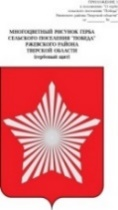 ПРИЛОЖЕНИЕ 1
МНОГОЦВЕТНЫЙ РИСУНОК ГЕРБА
СЕЛЬСКОГО ПОСЕЛЕНИЯ "ПОБЕДА"
РЖЕВСКОГО РАЙОНА
ТВЕРСКОЙ ОБЛАСТИ
(гербовый щит)